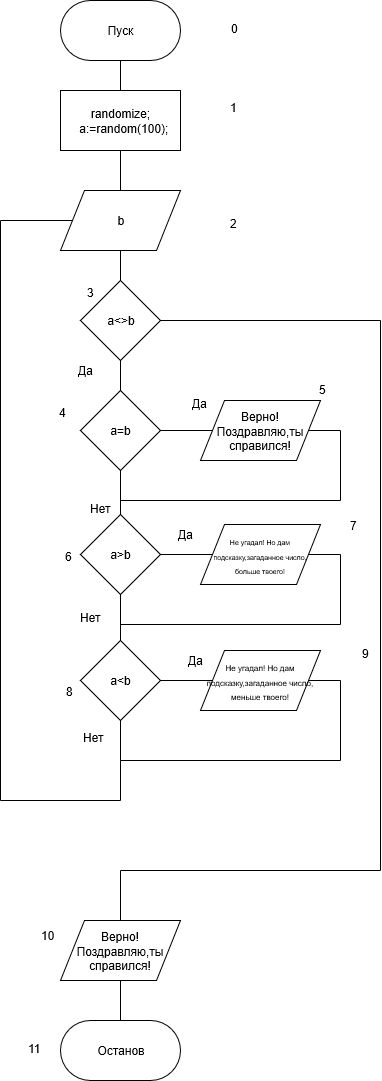 Пуск
0
randomize;
a:=random(100);
1
b
2
3
a<>b
Да
4
a=b
Да
5
Верно!
Поздравляю,ты
справился!
Нет
6
a>b
Да
7
Не угадал! Но дам
подсказку,загаданное число,
больше твоего!
Нет
8
a<b
Да
9
Не угадал! Но дам
подсказку,загаданное число,
меньше твоего!
Нет
10
Верно!
Поздравляю,ты
справился!
11
Останов